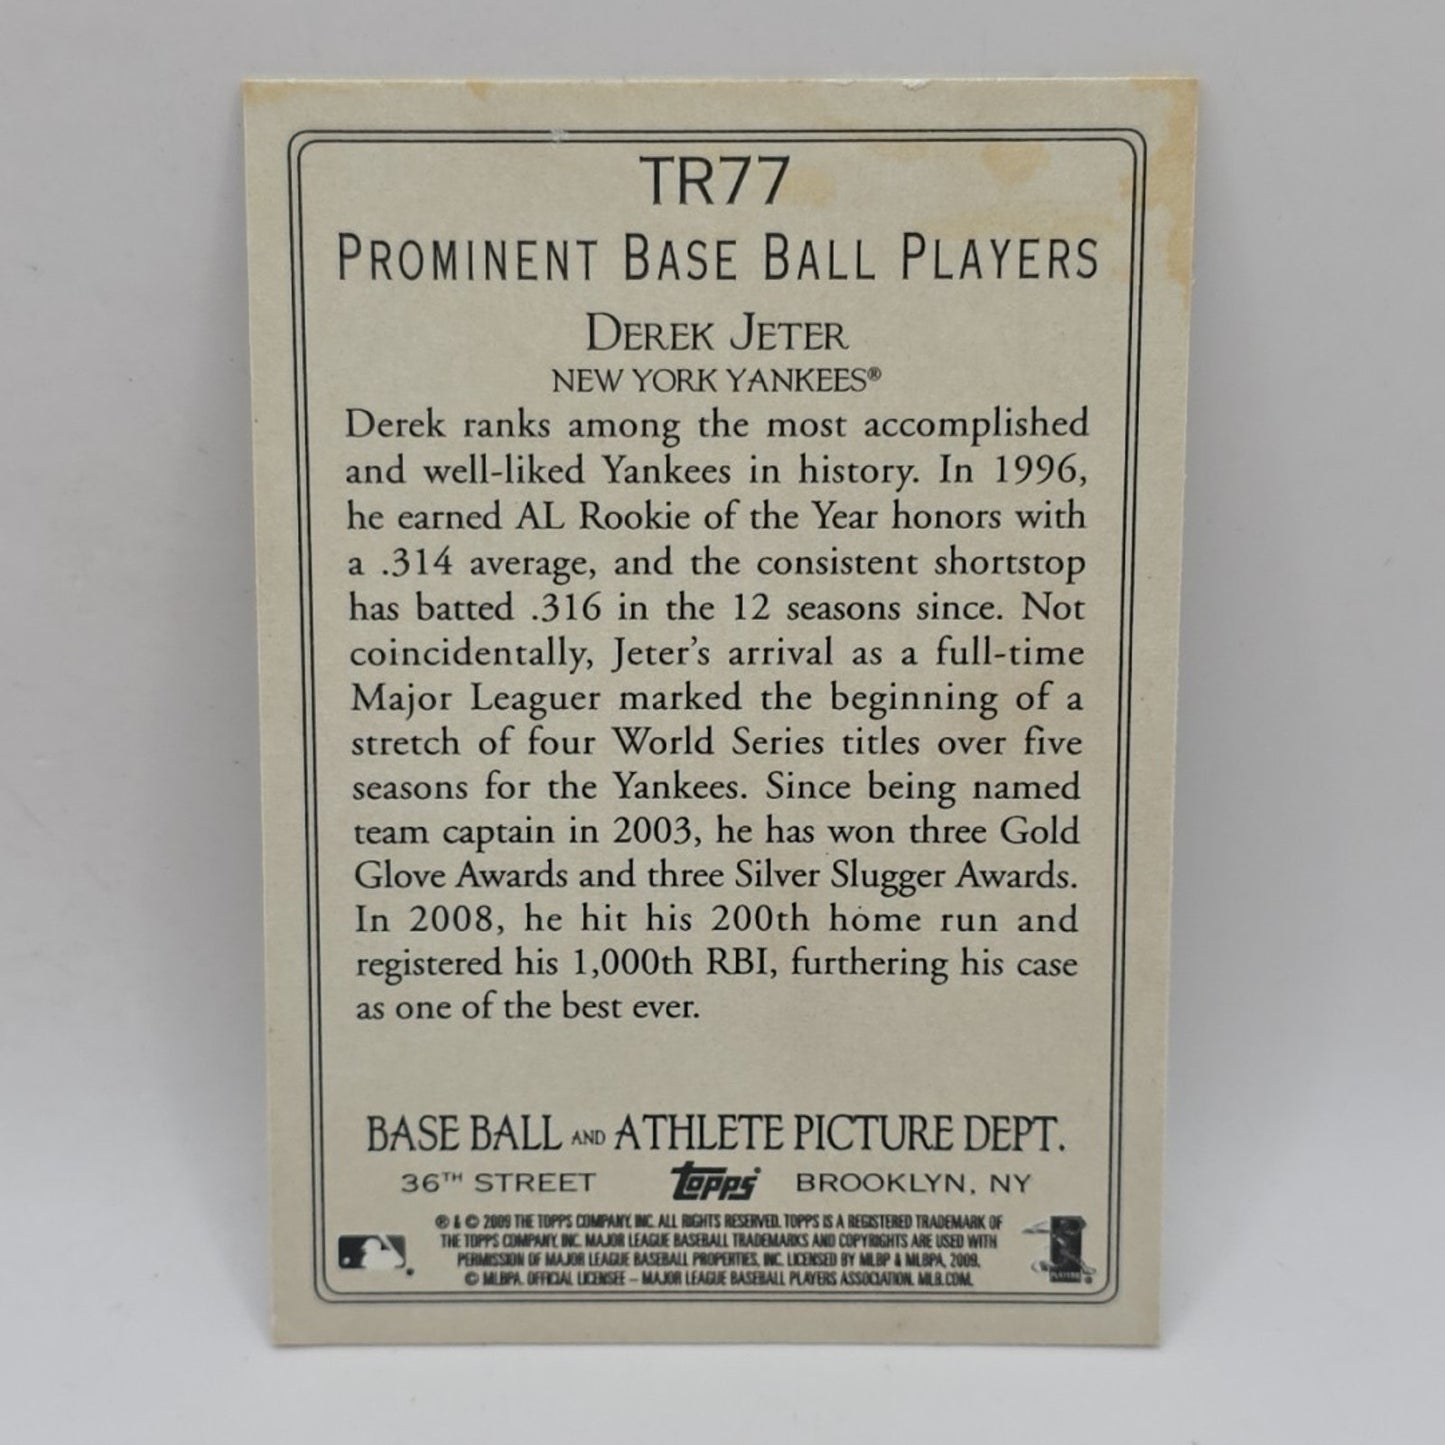 TR77
PROMINENT BASE BALL PLAYERS
DEREK JETER
NEW YORK YANKEES®
Derek ranks among the most accomplished
and well-liked Yankees in history. In 1996,
he earned AL Rookie of the Year honors with
a .314 average, and the consistent shortstop
has batted .316 in the 12 seasons since. Not
coincidentally, Jeter's arrival as a full-time
Major Leaguer marked the beginning of a
stretch of four World Series titles over five
seasons for the Yankees. Since being named
team captain in 2003, he has won three Gold
Glove Awards and three Silver Slugger Awards.
In 2008, he hit his 200th home run and
registered his 1,000th RBI, furthering his case
as one of the best ever.
BASE BALL AND ATHLETE PICTURE DEPT.
36TH STREET topps BROOKLYN, NY
® & © 2009 THE TOPPS COMPANY, INC. ALL RIGHTS RESERVED. TOPPS IS A REGISTERED TRADEMARK OF
THE TOPPS COMPANY, INC. MAJOR LEAGUE BASEBALL TRADEMARKS AND COPYRIGHTS ARE USED WITH
PERMISSION OF MAJOR LEAGUE BASEBALL PROPERTIES, INC. LICENSED BY MLBP & MLBPA, 2009.
© MLBPA. OFFICIAL LICENSEE – MAJOR LEAGUE BASEBALL PLAYERS ASSOCIATION. MLB.COM.
PLAYERS